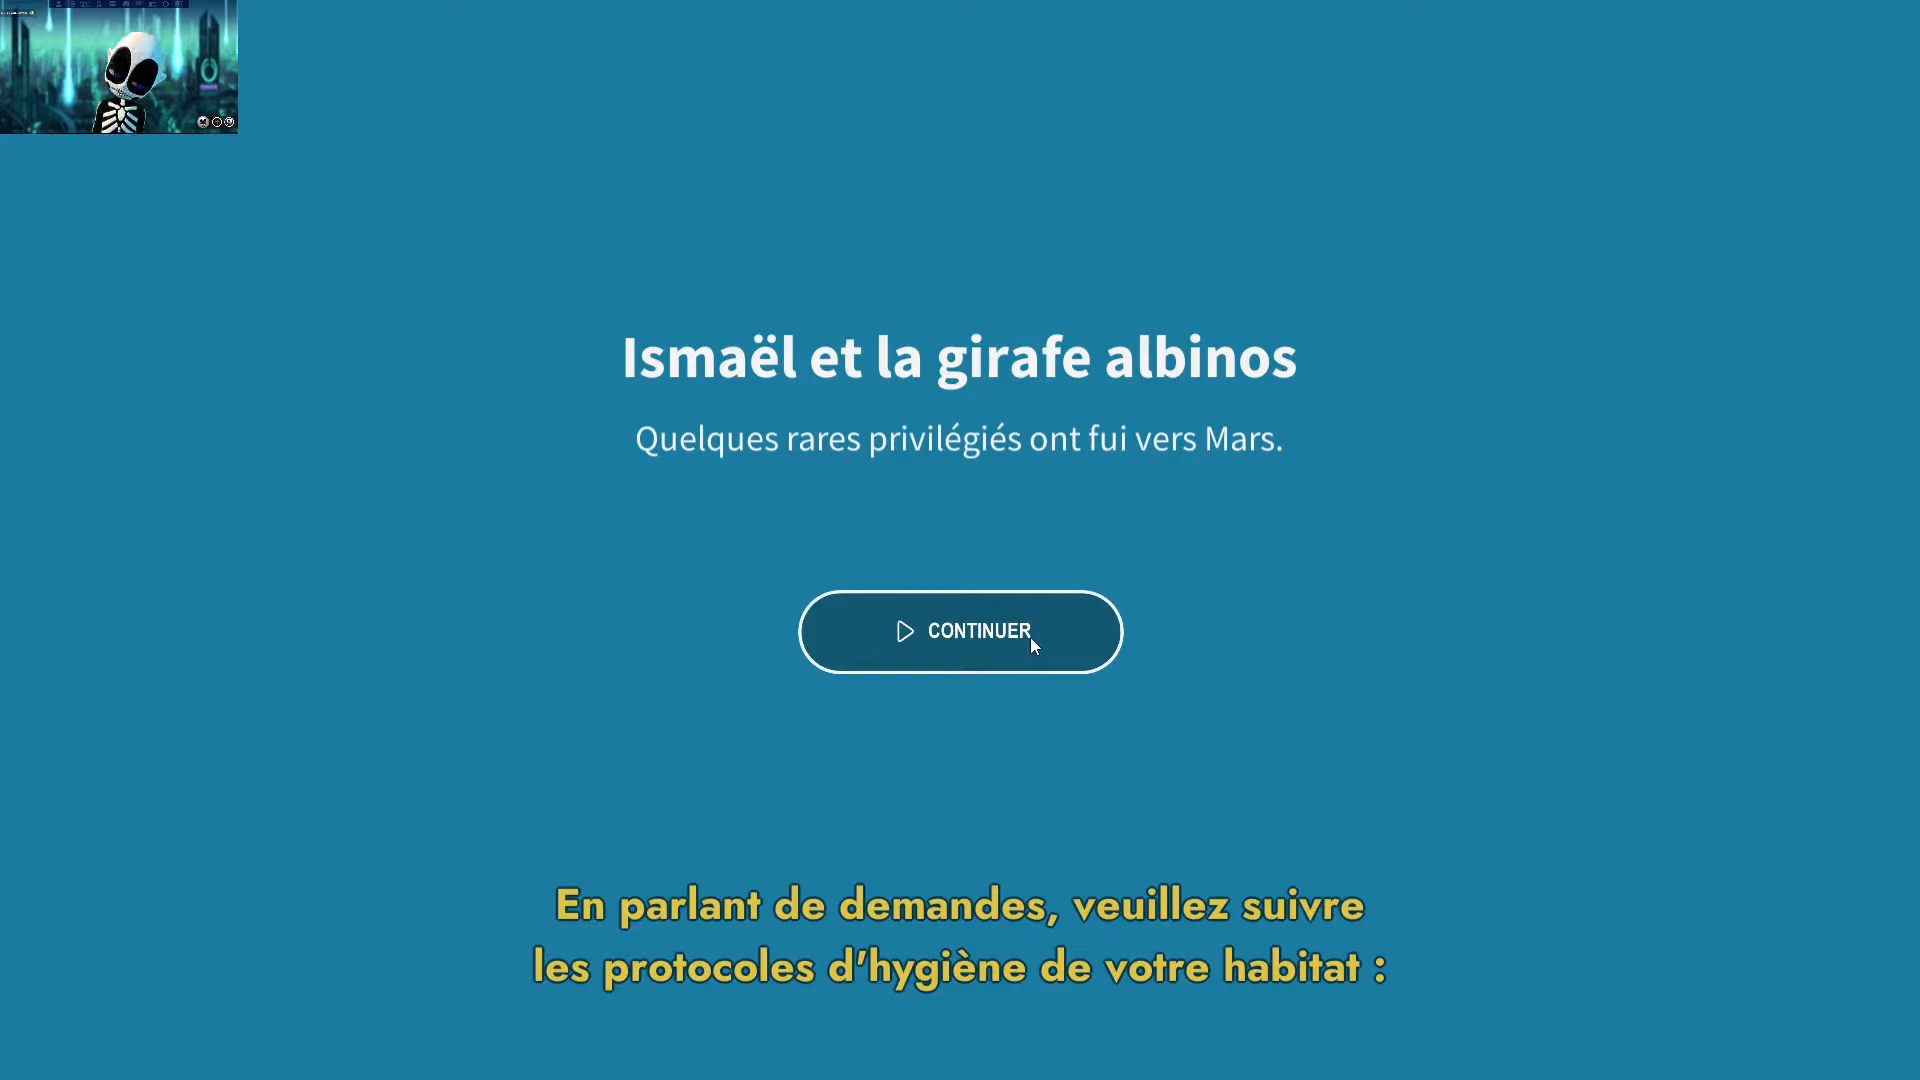 Ismaël et la girafe albinos
Quelques rares privilégiés ont fui vers Mars.
CONTINUER
En parlant de demandes, veuillez suivre
les protocoles d'hygiène de votre habitat :